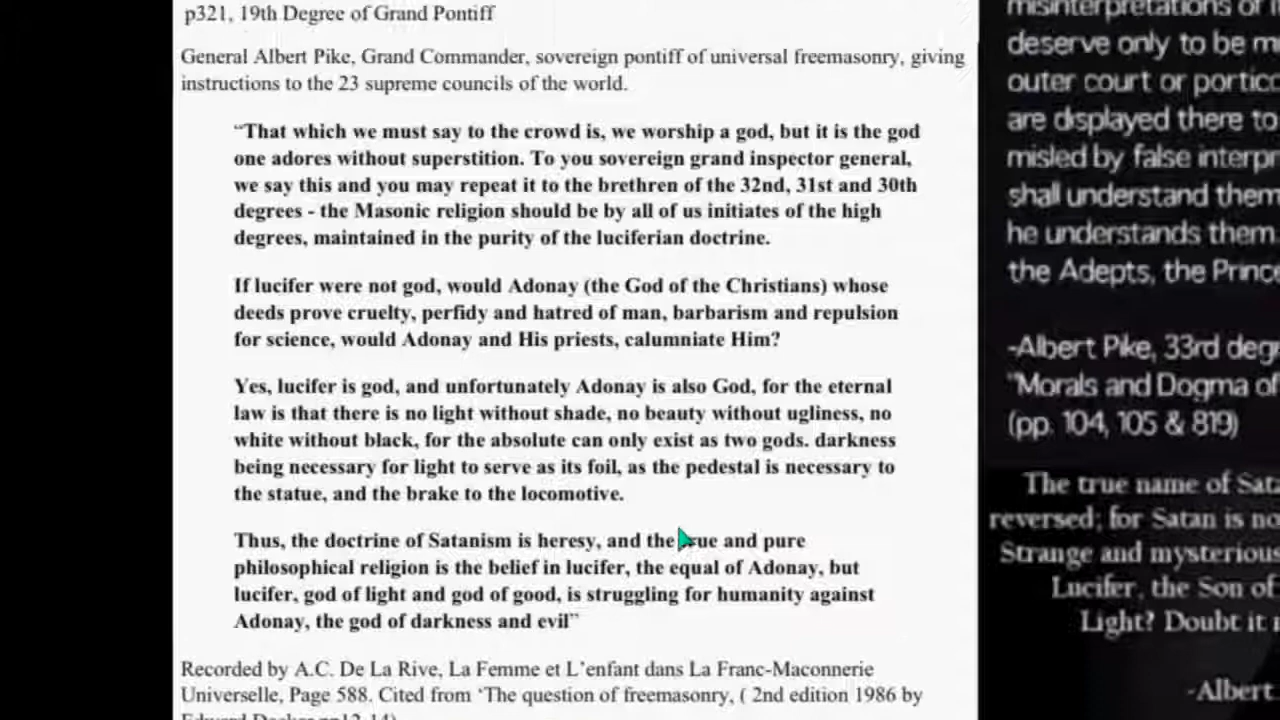 p321, 19th Degree of Grand Pontiff
General Albert Pike, Grand Commander, sovereign pontiff of universal freemasonry, giving
instructions to the 23 supreme councils of the world.
“That which we must say to the crowd is, we worship a god, but it is the god
one adores without superstition. To you sovereign grand inspector general,
we say this and you may repeat it to the brethren of the 32nd, 31st and 30th
degrees - the Masonic religion should be by all of us initiates of the high
degrees, maintained in the purity of the luciferian doctrine.
If lucifer were not god, would Adonay (the God of the Christians) whose
deeds prove cruelty, perfidy and hatred of man, barbarism and repulsion
for science, would Adonay and His priests, calumniate Him?
Yes, lucifer is god, and unfortunately Adonay is also God, for the eternal
law is that there is no light without shade, no beauty without ugliness, no
white without black, for the absolute can only exist as two gods. darkness
being necessary for light to serve as its foil, as the pedestal is necessary to
the statue, and the brake to the locomotive.
Thus, the doctrine of Satanism is heresy, and the true and pure
philosophical religion is the belief in lucifer, the equal of Adonay, but
lucifer, god of light and god of good, is struggling for humanity against
Adonay, the god of darkness and evil”
Recorded by A.C. De La Rive, La Femme et L’enfant dans La Franc-Maconnerie
Universelle, Page 588. Cited from ‘The question of freemasonry, ( 2nd edition 1986 by
misinterpretations of
deserve only to be
outer court or
are displayed there to
misled by false
shall understand them
he understands them.
the Adepts, the
-Albert Pike, 33rd
"Morals and Dogma of
(pp. 104, 105 & 819)
The true name of
reversed; for Satan is
Strange and
Lucifer, the Son of
Light? Doubt it
-Albert